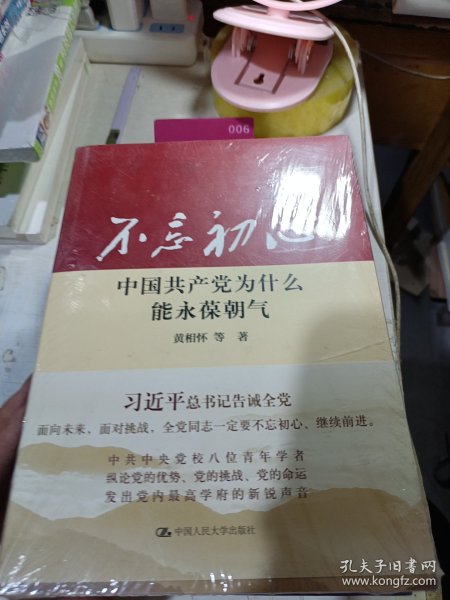 006
不忘初心
中国共产党为什么
能永葆朝气
黄相怀 等 著
习近平总书记告诫全党
面向未来、面对挑战，全党同志一定要不忘初心、继续前进。
中共中央党校八位青年学者
纵论党的优势、党的挑战、党的命运
发出党内最高学府的新锐声音
中国人民大学出版社
孔夫子旧书网
www.kongfz.com